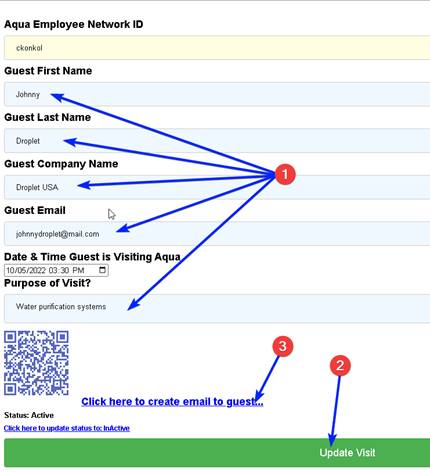 Aqua Employee Network ID
ckonkol
Guest First Name
Johnny
Guest Last Name
Droplet
Guest Company Name
Droplet USA
1
Guest Email
johnnydroplet@mail.com
Date & Time Guest is Visiting Aqua
10/05/2022 03:30 PM
Purpose of Visit?
Water purification systems
3
2
Click here to create email to guest...
Status: Active
Click here to update status to: InActive
Update Visit